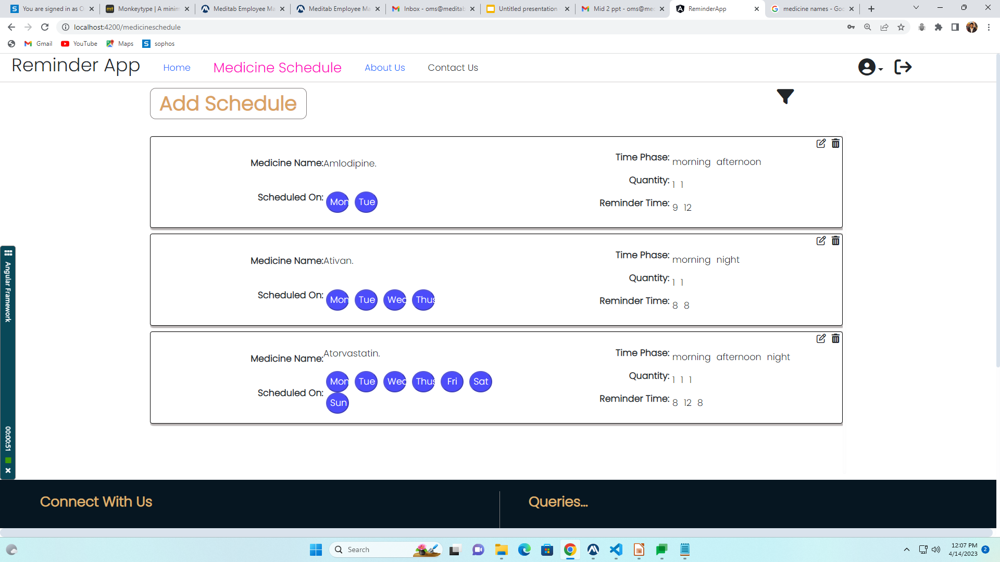 You are signed in as O
Monkeytype | A minim
Meditab Employee Ma
Meditab Employee Ma
Inbox - oms@meditab
Untitled presentation
Mid 2 ppt - oms@med
ReminderApp
medicine names - Goo
localhost:4200/medicineschedule
Gmail
YouTube
Maps
sophos
Reminder App
Home
Medicine Schedule
About Us
Contact Us
Add Schedule
Medicine Name:Amlodipine.
Scheduled On: Mon Tue
Time Phase: morning afternoon
Quantity: 1 1
Reminder Time: 9 12
Medicine Name:Ativan.
Scheduled On: Mon Tue Wed Thus
Time Phase: morning night
Quantity: 1 1
Reminder Time: 8 8
Medicine Name:Atorvastatin.
Scheduled On: Mon Tue Wed Thus Fri Sat
Sun
Time Phase: morning afternoon night
Quantity: 1 1 1
Reminder Time: 8 12 8
Angular Framework
00:00:51
Connect With Us
Queries...
Search
12:07 PM
4/14/2023
2